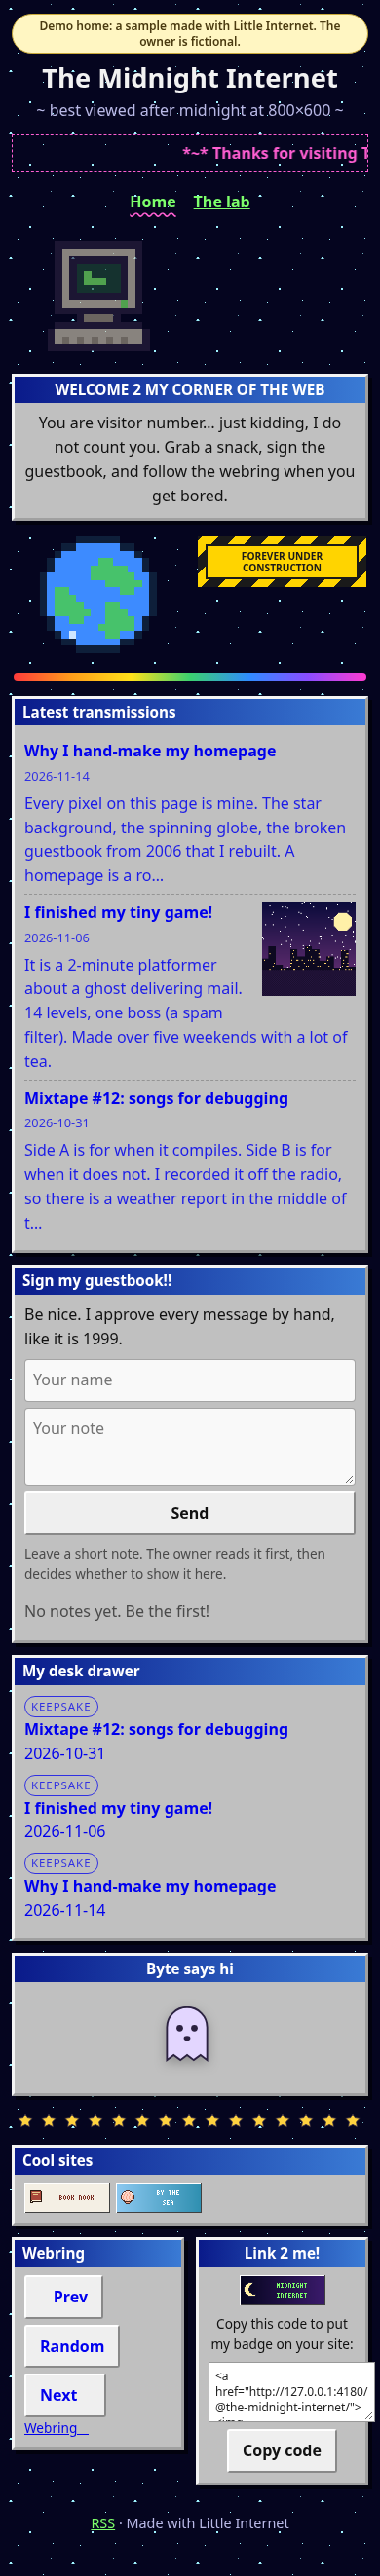 Demo home: a sample made with Little Internet. The
owner is fictional.
The Midnight Internet
~ best viewed after midnight at 800×600 ~
*~* Thanks for visiting
Home The lab
WELCOME 2 MY CORNER OF THE WEB
You are visitor number... just kidding, I do
not count you. Grab a snack, sign the
guestbook, and follow the webring when you
get bored.
FOREVER UNDER
CONSTRUCTION
Latest transmissions
Why I hand-make my homepage
2026-11-14
Every pixel on this page is mine. The star
background, the spinning globe, the broken
guestbook from 2006 that I rebuilt. A
homepage is a ro...
I finished my tiny game!
2026-11-06
It is a 2-minute platformer
about a ghost delivering mail.
14 levels, one boss (a spam
filter). Made over five weekends with a lot of
tea.
Mixtape #12: songs for debugging
2026-10-31
Side A is for when it compiles. Side B is for
when it does not. I recorded it off the radio,
so there is a weather report in the middle of
t...
Sign my guestbook!!
Be nice. I approve every message by hand,
like it is 1999.
Your name
Your note
Send
Leave a short note. The owner reads it first, then
decides whether to show it here.
No notes yet. Be the first!
My desk drawer
KEEPSAKE
Mixtape #12: songs for debugging
2026-10-31
KEEPSAKE
I finished my tiny game!
2026-11-06
KEEPSAKE
Why I hand-make my homepage
2026-11-14
Byte says hi
Cool sites
BOOK NOOK
BY THE
SEA
Webring
Prev
Random
Next
Webring
Link 2 me!
MIDNIGHT
INTERNET
Copy this code to put
my badge on your site:
<a
href="http://127.0.0.1:4180/
@the-midnight-internet/">
Copy code
RSS · Made with Little Internet